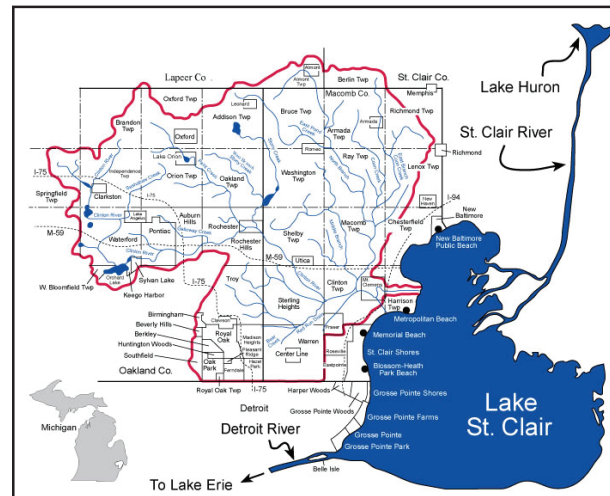 Lapeer Co.
Almont
Almont
Twp
Berlin Twp
St. Clair Co.
Memphis
Lake Huron
Oxford Twp
Leonard
Macomb Co.
Brandon
Twp
Addison Twp
Bruce Twp
Richmond Twp
St. Clair River
Oxford
Armada
Armada
Twp
Romeo
Richmond
Lake Orion
Ray Twp
I-75
Independence
Twp
Orion Twp
Oakland
Twp
Washington
Twp
Lenox Twp
Springfield
Twp
Clarkston
New
Haven
I-94
Clinton River
Lake
Angelus
Auburn
Hills
Rochester
Macomb
Twp
Chesterfield Twp
New
Baltimore
M-59
Waterford
Pontiac
Rochester
Hills
Shelby
Twp
New Baltimore
Public Beach
Clinton River
M-59
Utica
Orchard
Lake
Sylvan Lake
I-75
Troy
Clinton
Twp
Mt
Clemens
W. Bloomfield Twp
Keego Harbor
Sterling
Heights
Harrison
Twp
Metropolitan Beach
Birmingham
Clawson
Fraser
Memorial Beach
Beverly Hills
Royal
Oak
Madison
Heights
Warren
Roseville
St. Clair Shores
Berkley
Huntington Woods
Pleasant
Ridge
Center Line
Eastpointe
Blossom-Heath
Park Beach
Southfield
Oak
Park
Hazel
Park
Oakland Co.
Ferndale
Grosse Pointe Shores
Royal Oak Twp
I-75
Harper Woods
Lake
St. Clair
Detroit
Grosse Pointe Woods
Grosse Pointe Farms
Michigan
Detroit River
Grosse Pointe
Grosse Pointe Park
Belle Isle
To Lake Erie